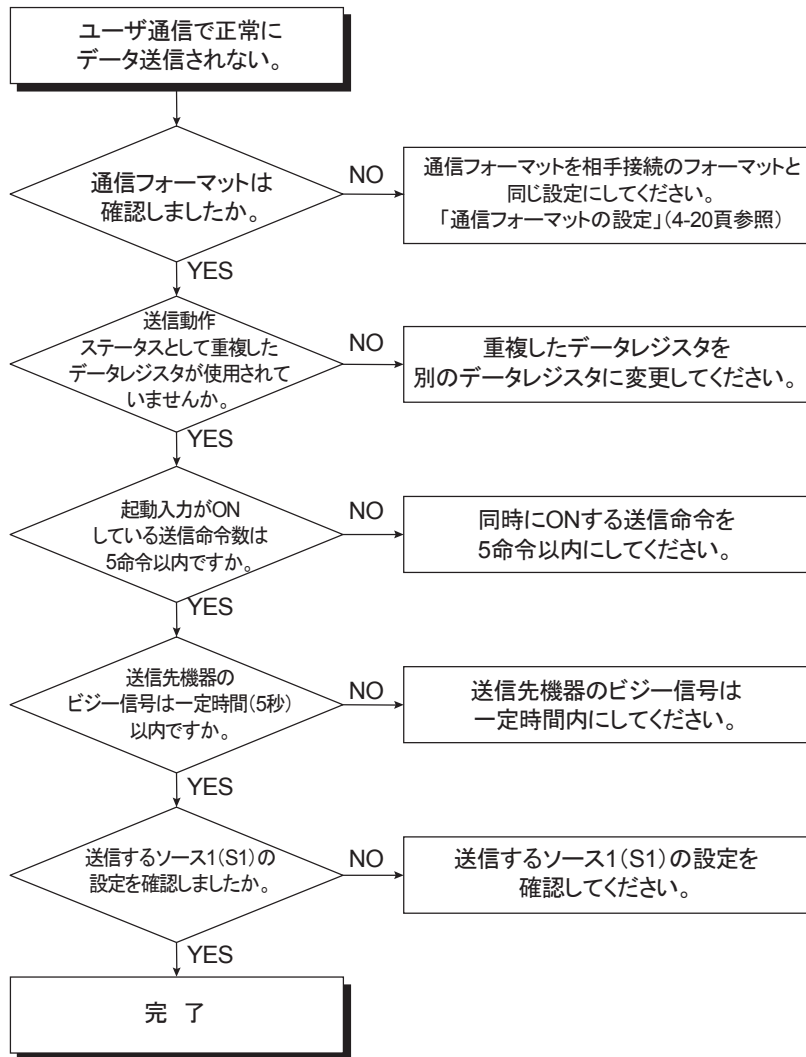 ユーザ通信で正常に
データ送信されない。
通信フォーマットは
確認しましたか。
NO
通信フォーマットを相手接続のフォーマットと
同じ設定にしてください。
「通信フォーマットの設定」(4-20頁参照)
YES
送信動作
ステータスとして重複した
データレジスタが使用されて
いませんか。
NO
重複したデータレジスタを
別のデータレジスタに変更してください。
YES
起動入力がON
している送信命令数は
5命令以内ですか。
NO
同時にONする送信命令を
5命令以内にしてください。
YES
送信先機器の
ビジー信号は一定時間(5秒)
以内ですか。
NO
送信先機器のビジー信号は
一定時間内にしてください。
YES
送信するソース1(S1)の
設定を確認しましたか。
NO
送信するソース1(S1)の設定を
確認してください。
YES
完 了